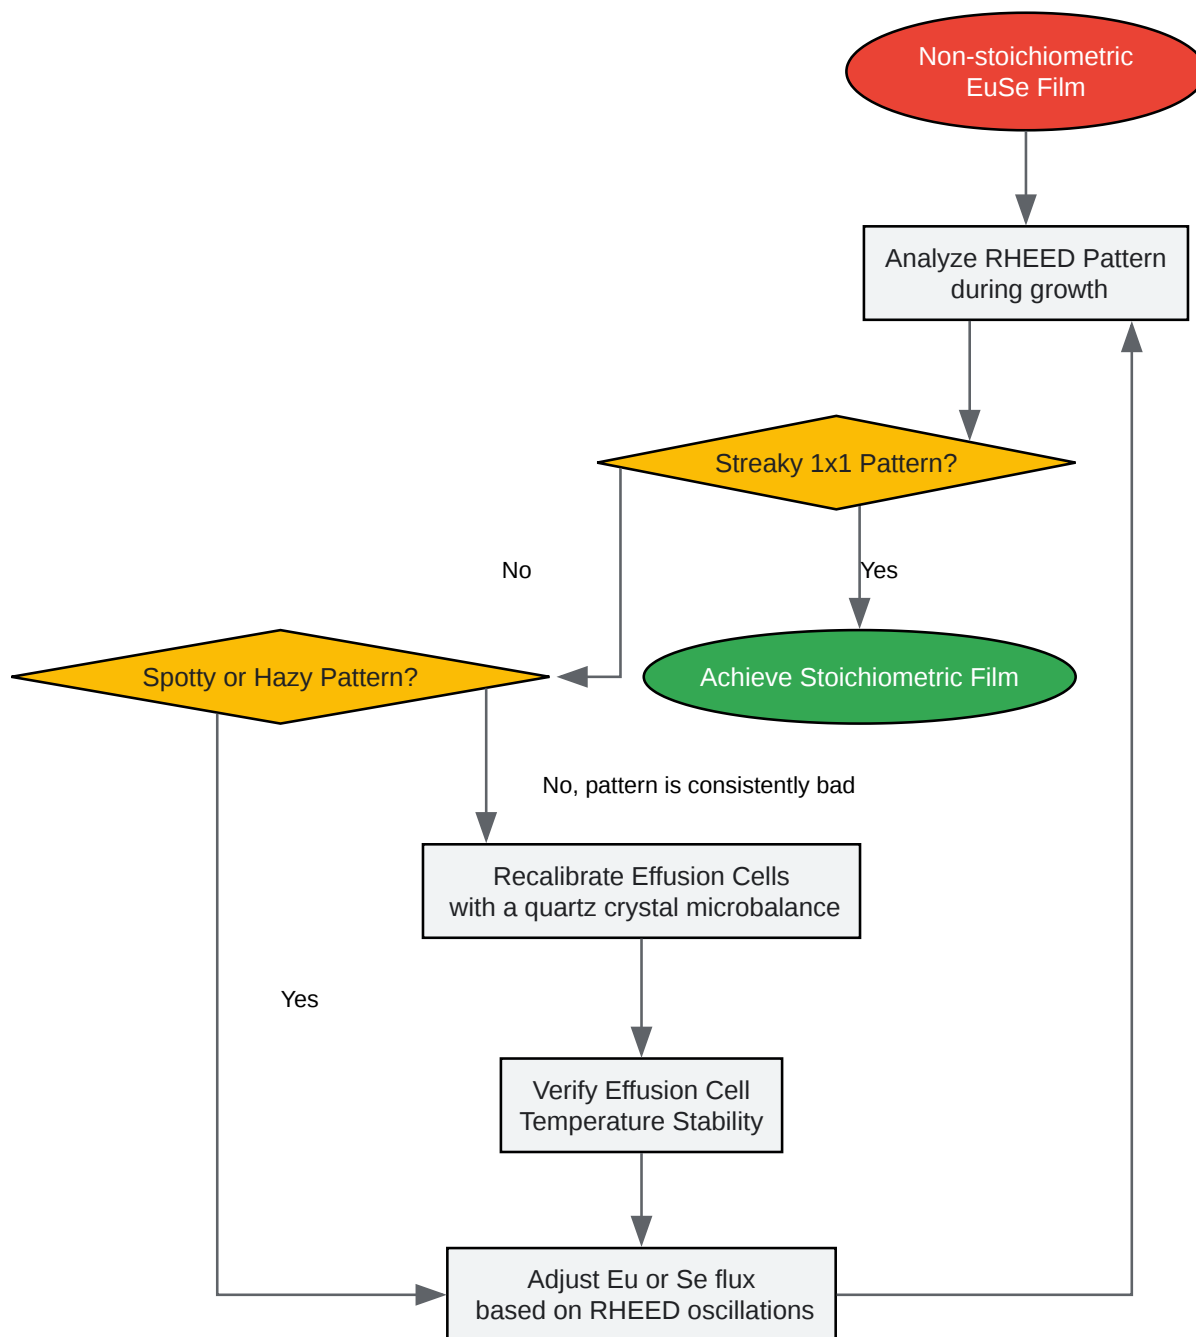 Non-stoichiometric
EuSe Film
Analyze RHEED Pattern
during growth
Streaky 1x1 Pattern?
No
Yes
Spotty or Hazy Pattern?
Achieve Stoichiometric Film
No, pattern is consistently bad
Recalibrate Effusion Cells
with a quartz crystal microbalance
Yes
Verify Effusion Cell
Temperature Stability
Adjust Eu or Se flux
based on RHEED oscillations